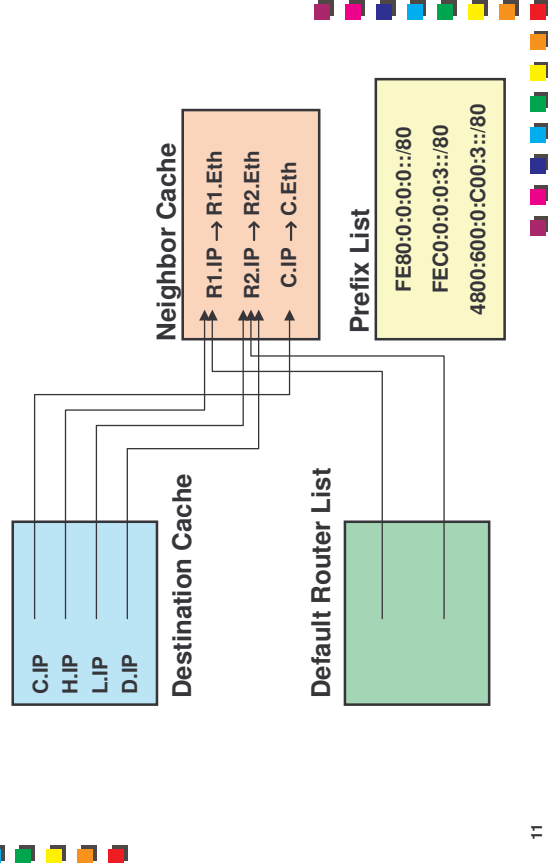 C.IP
H.IP
L.IP
D.IP
Destination Cache
Neighbor Cache
R1.IP → R1.Eth
R2.IP → R2.Eth
C.IP → C.Eth
Default Router List
Prefix List
FE80:0:0:0:0::/80
FEC0:0:0:0:3::/80
4800:600:0:C00:3::/80
11